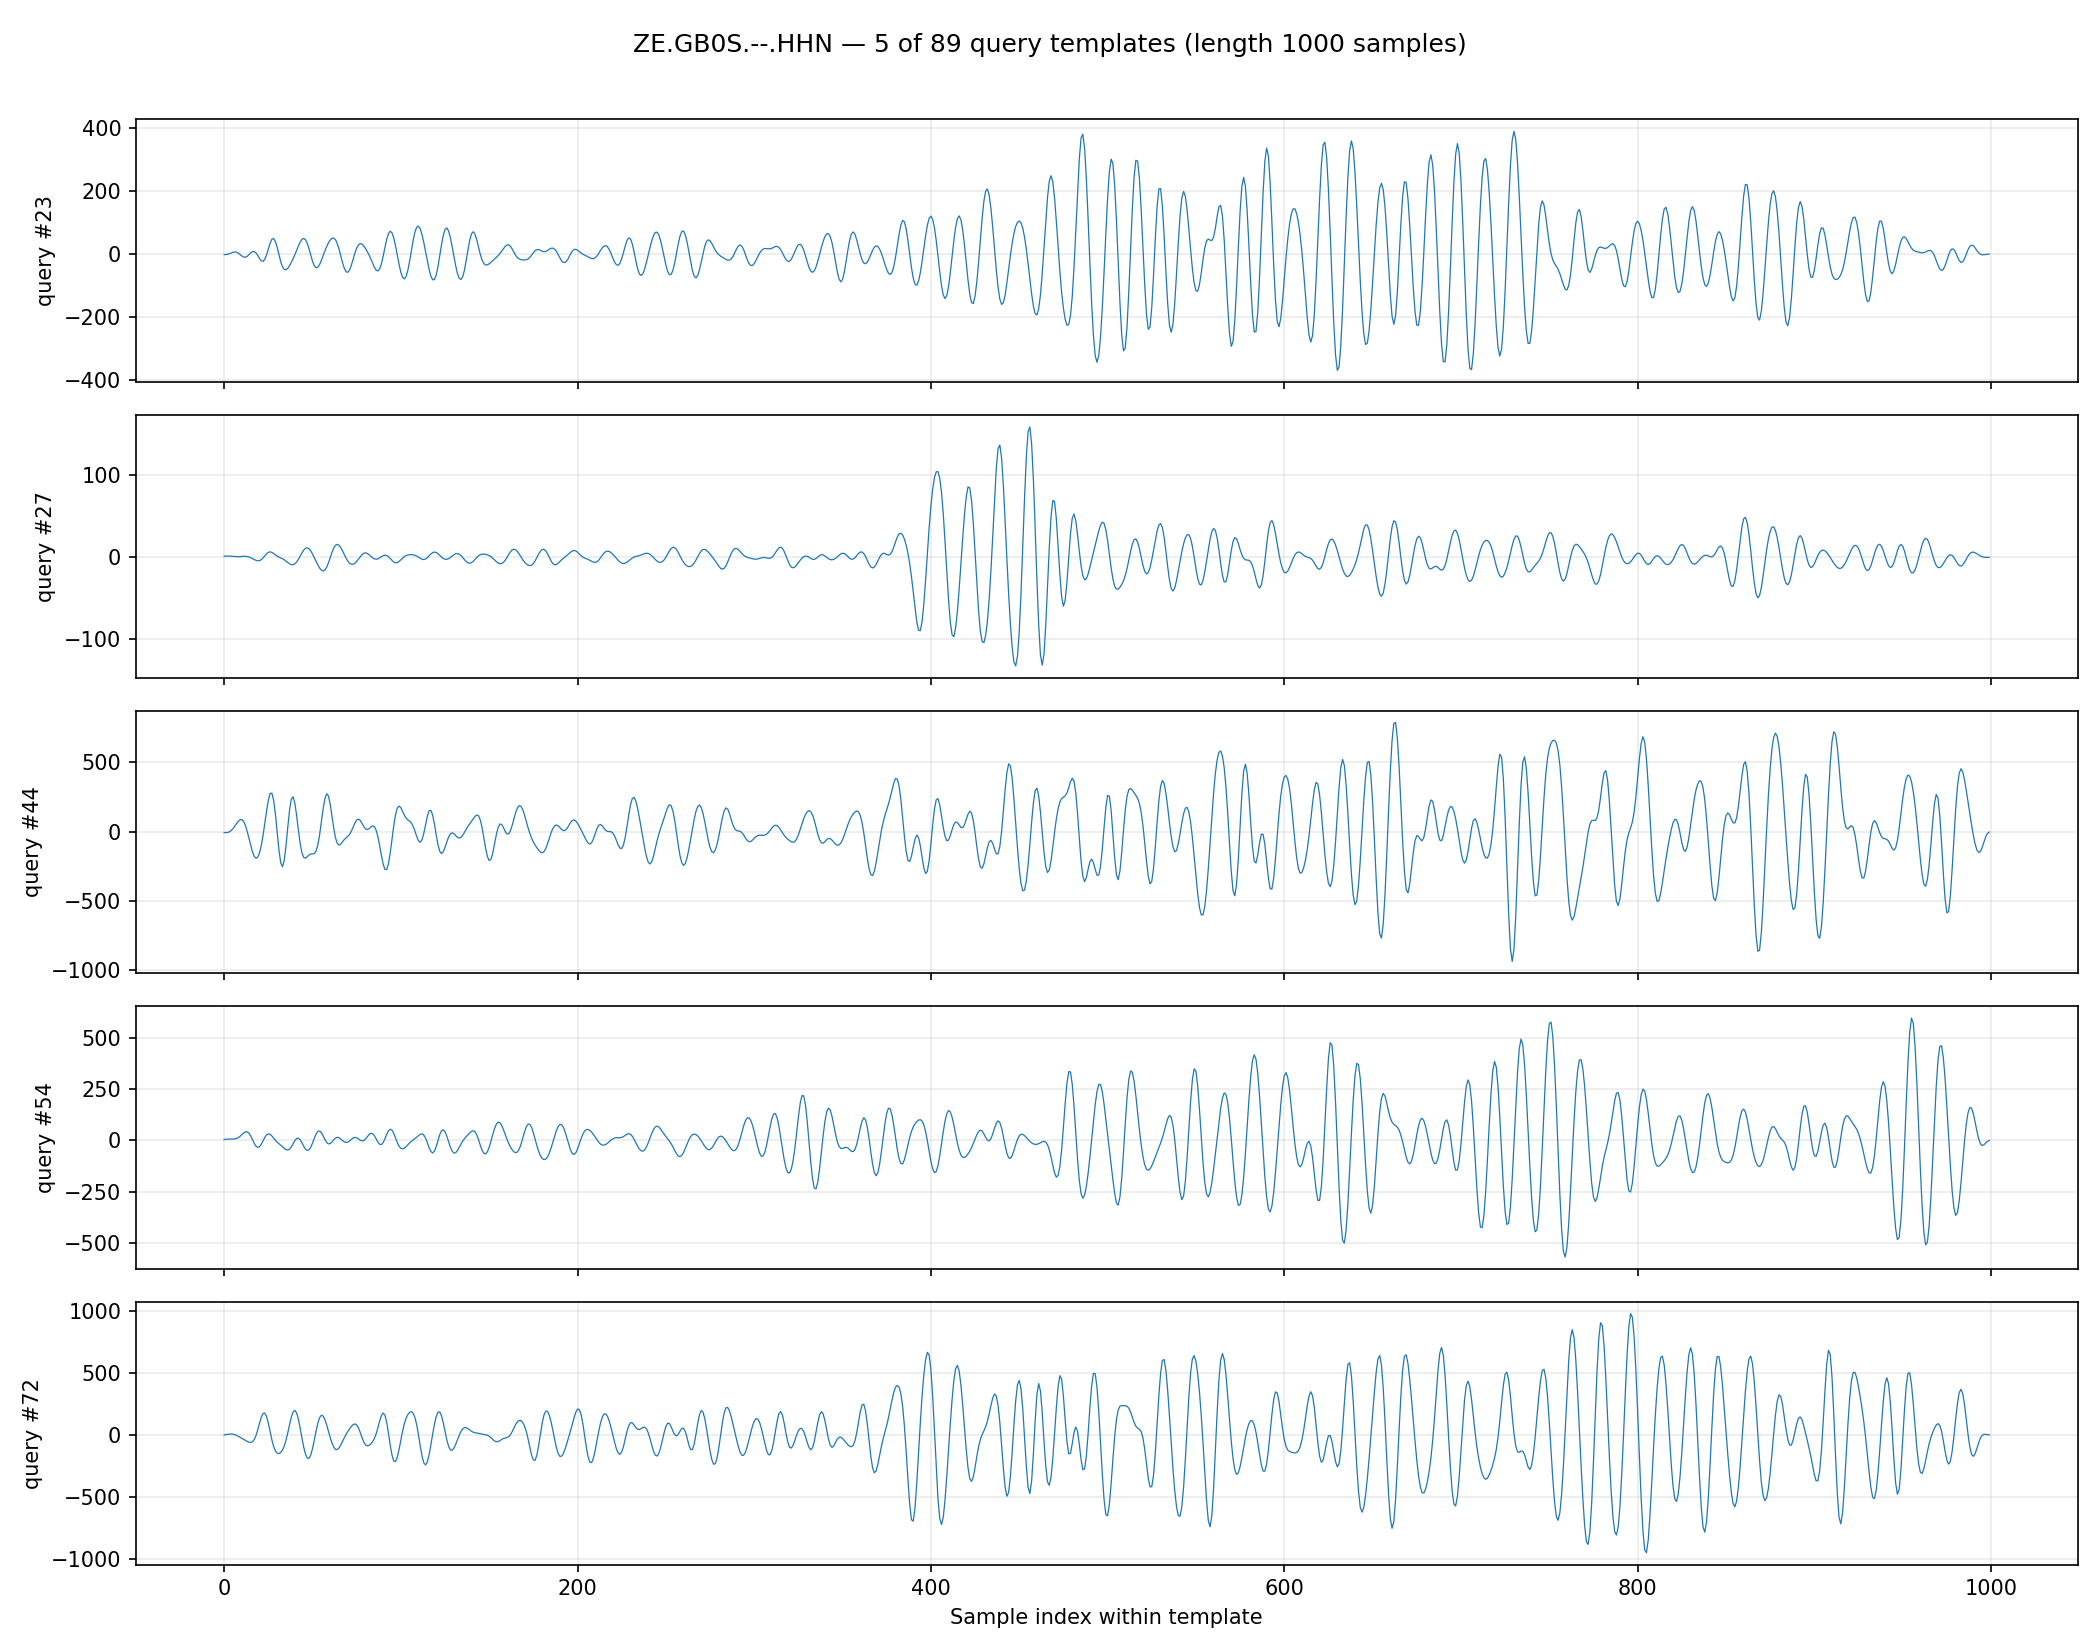 ZE.GB0S.--.HHN — 5 of 89 query templates (length 1000 samples)
query #23
400
200
0
−200
−400
query #27
100
0
−100
query #44
500
0
−500
−1000
query #54
500
250
0
−250
−500
query #72
1000
500
0
−500
−1000
0 200 400 600 800 1000
Sample index within template